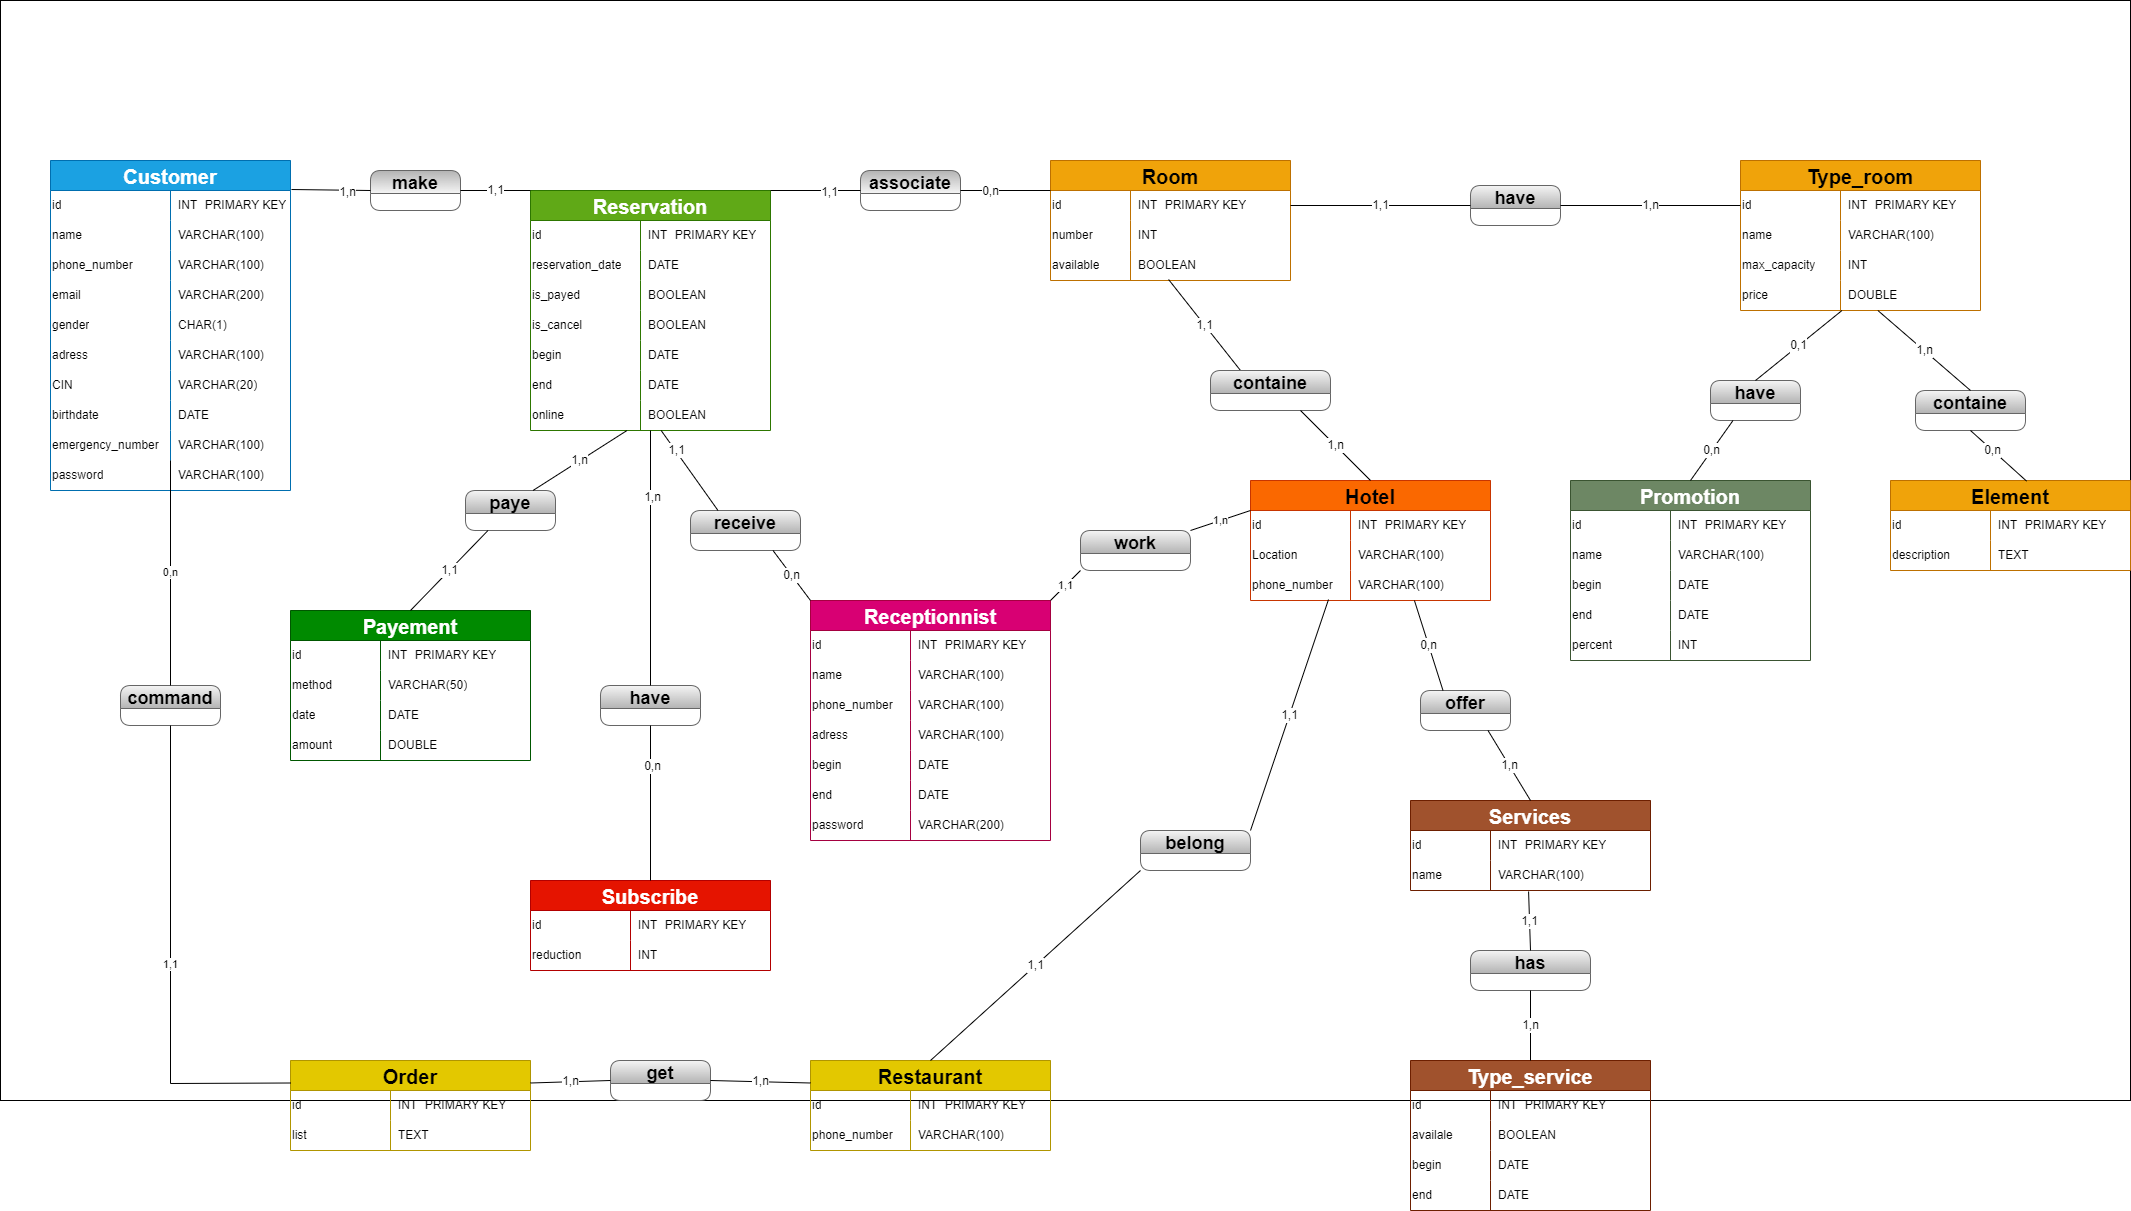 Customer
id INT PRIMARY KEY
name VARCHAR(100)
phone_number VARCHAR(100)
email VARCHAR(200)
gender CHAR(1)
adress VARCHAR(100)
CIN VARCHAR(20)
birthdate DATE
emergency_number VARCHAR(100)
password VARCHAR(100)
1,n
make
1,1
Reservation
id INT PRIMARY KEY
reservation_date DATE
is_payed BOOLEAN
is_cancel BOOLEAN
begin DATE
end DATE
online BOOLEAN
1,1
associate
0,n
Room
id INT PRIMARY KEY
number INT
available BOOLEAN
1,1
have
1,n
Type_room
id INT PRIMARY KEY
name VARCHAR(100)
max_capacity INT
price DOUBLE
1,1
containe
1,n
0,1
have
0,n
1,n
containe
0,n
1,n
paye
1,1
1,n
have
0,n
1,1
receive
0,n
work
1,n
1,1
Hotel
id INT PRIMARY KEY
Location VARCHAR(100)
phone_number VARCHAR(100)
Promotion
id INT PRIMARY KEY
name VARCHAR(100)
begin DATE
end DATE
percent INT
Element
id INT PRIMARY KEY
description TEXT
0,n
command
1,1
Payement
id INT PRIMARY KEY
method VARCHAR(50)
date DATE
amount DOUBLE
Receptionnist
id INT PRIMARY KEY
name VARCHAR(100)
phone_number VARCHAR(100)
adress VARCHAR(100)
begin DATE
end DATE
password VARCHAR(200)
1,1
belong
1,1
0,n
offer
1,n
Services
id INT PRIMARY KEY
name VARCHAR(100)
1,1
has
1,n
Subscribe
id INT PRIMARY KEY
reduction INT
Order
id INT PRIMARY KEY
list TEXT
1,n
get
1,n
Restaurant
id INT PRIMARY KEY
phone_number VARCHAR(100)
Type_service
id INT PRIMARY KEY
availale BOOLEAN
begin DATE
end DATE